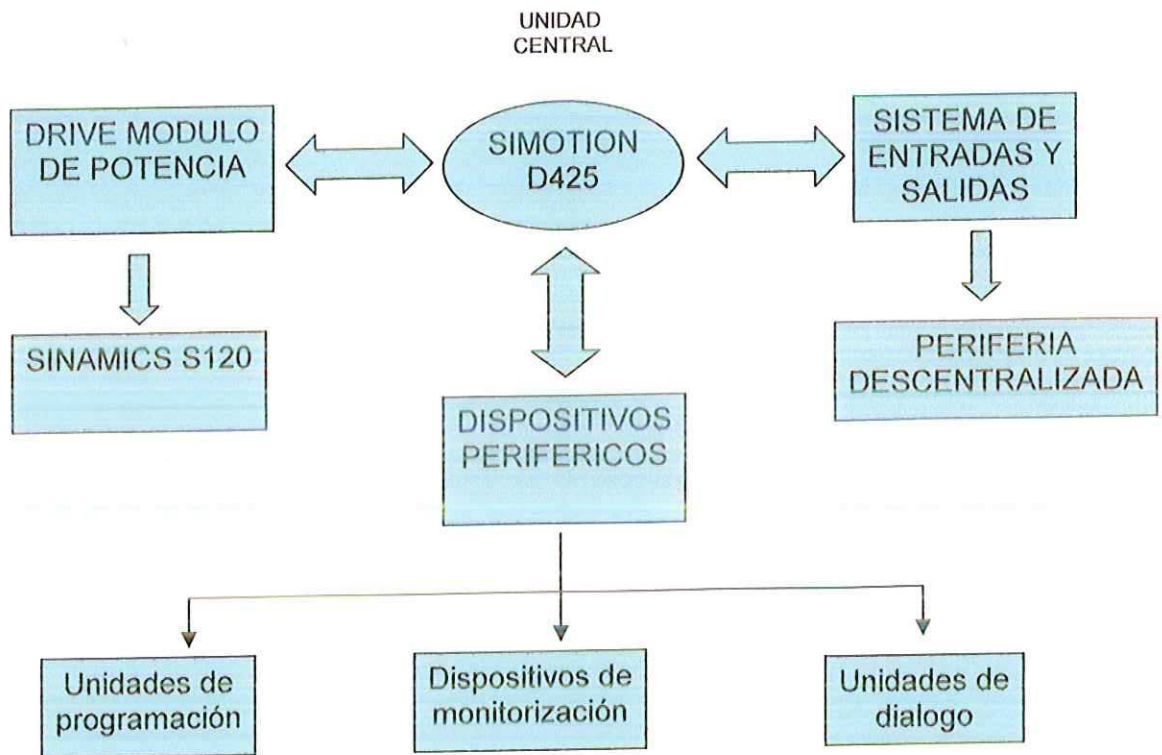 UNIDAD
CENTRAL
DRIVE MODULO
DE POTENCIA
SIMOTION
D425
SISTEMA DE
ENTRADAS Y
SALIDAS
SINAMICS S120
PERIFERIA
DESCENTRALIZADA
DISPOSITIVOS
PERIFERICOS
Unidades de
programación
Dispositivos de
monitorización
Unidades de
dialogo